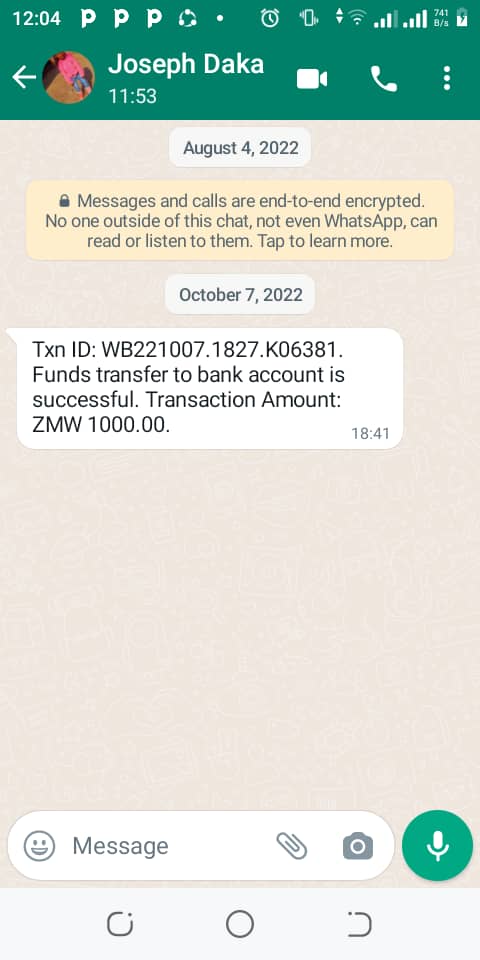 12:04
741
B/s
Joseph Daka
11:53
August 4, 2022
Messages and calls are end-to-end encrypted.
No one outside of this chat, not even WhatsApp, can
read or listen to them. Tap to learn more.
October 7, 2022
Txn ID: WB221007.1827.K06381.
Funds transfer to bank account is
successful. Transaction Amount:
ZMW 1000.00.
18:41
Message